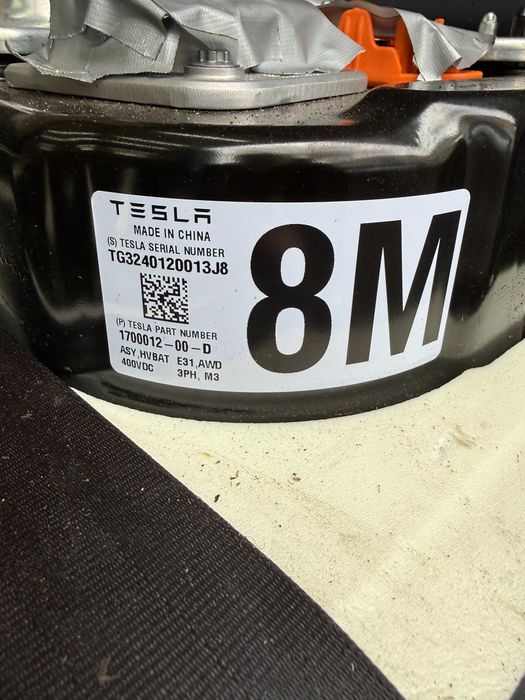 TESLA
MADE IN CHINA
(S) TESLA SERIAL NUMBER
TG3240120013J8
(P) TESLA PART NUMBER
1700012-00-D
ASY,HVBAT E31,AWD
400VDC 3PH, M3
8M